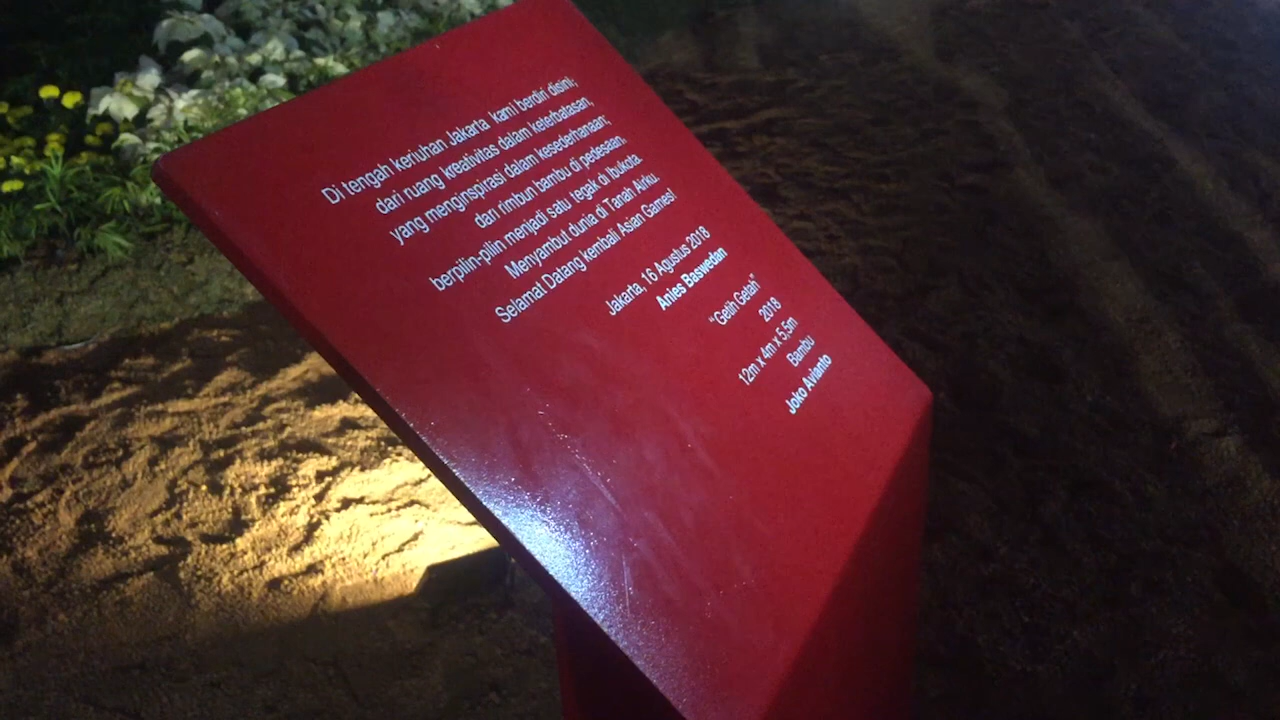 Di tengah keriuhan Jakarta kami berdiri disini,
dari ruang kreativitas dalam keterbatasan,
yang menginspirasi dalam kesederhanaan;
dari rimbun bambu di pedesaan.
berpilin-pilin menjadi satu tegak di Ibukota.
Menyambut dunia di Tanah Airku.
Selamat Datang kembali Asian Games!
Jakarta, 16 Agustus 2018
Anies Baswedan
"Getih Getah"
2018
12m x 4m x 5,5m
Bambu
Joko Avianto